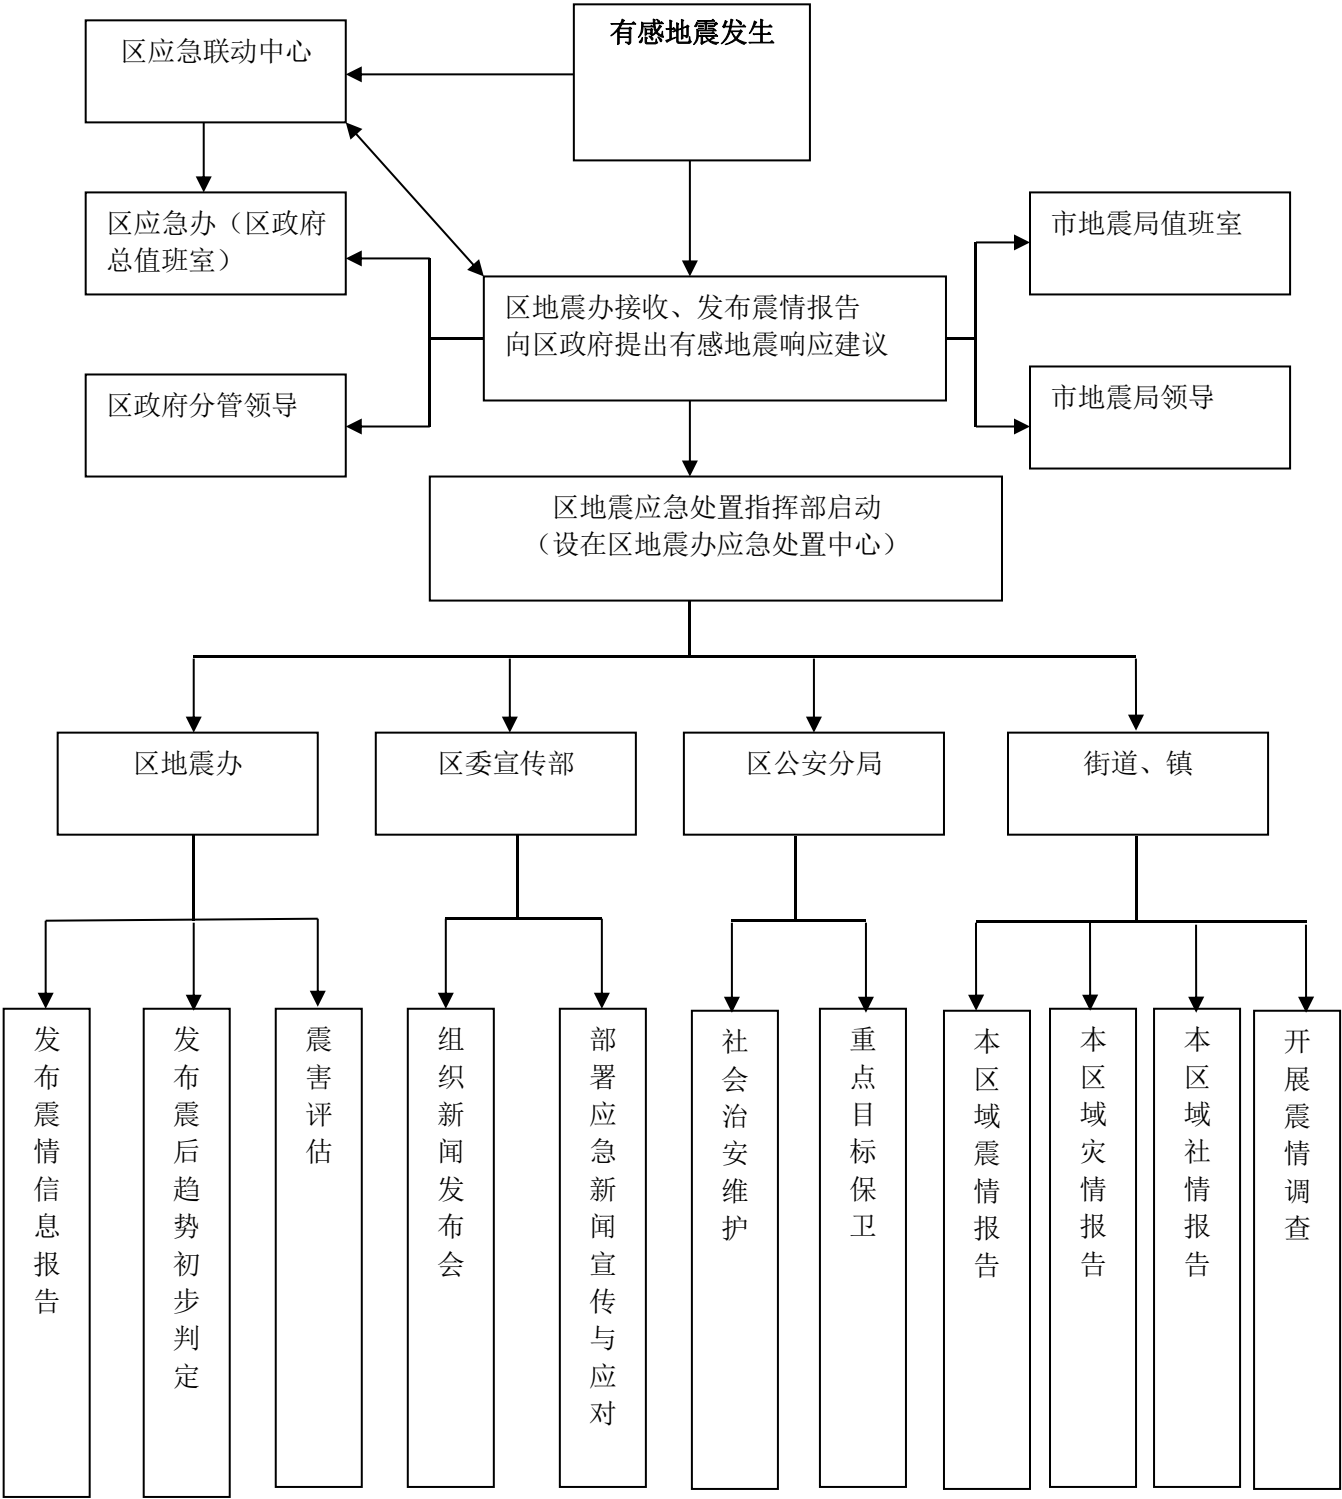 有感地震发生
区应急联动中心
区应急办（区政府
总值班室）
市地震局值班室
区地震办接收、发布震情报告
向区政府提出有感地震响应建议
区政府分管领导
市地震局领导
区地震应急处置指挥部启动
（设在区地震办应急处置中心）
区地震办
区委宣传部
区公安分局
街道、镇
发布震情信息报告
发布震后趋势初步判定
震害评估
组织新闻发布会
部署应急新闻宣传与应对
社会治安维护
重点目标保卫
本区域震情报告
本区域灾情报告
本区域社情报告
开展震情调查